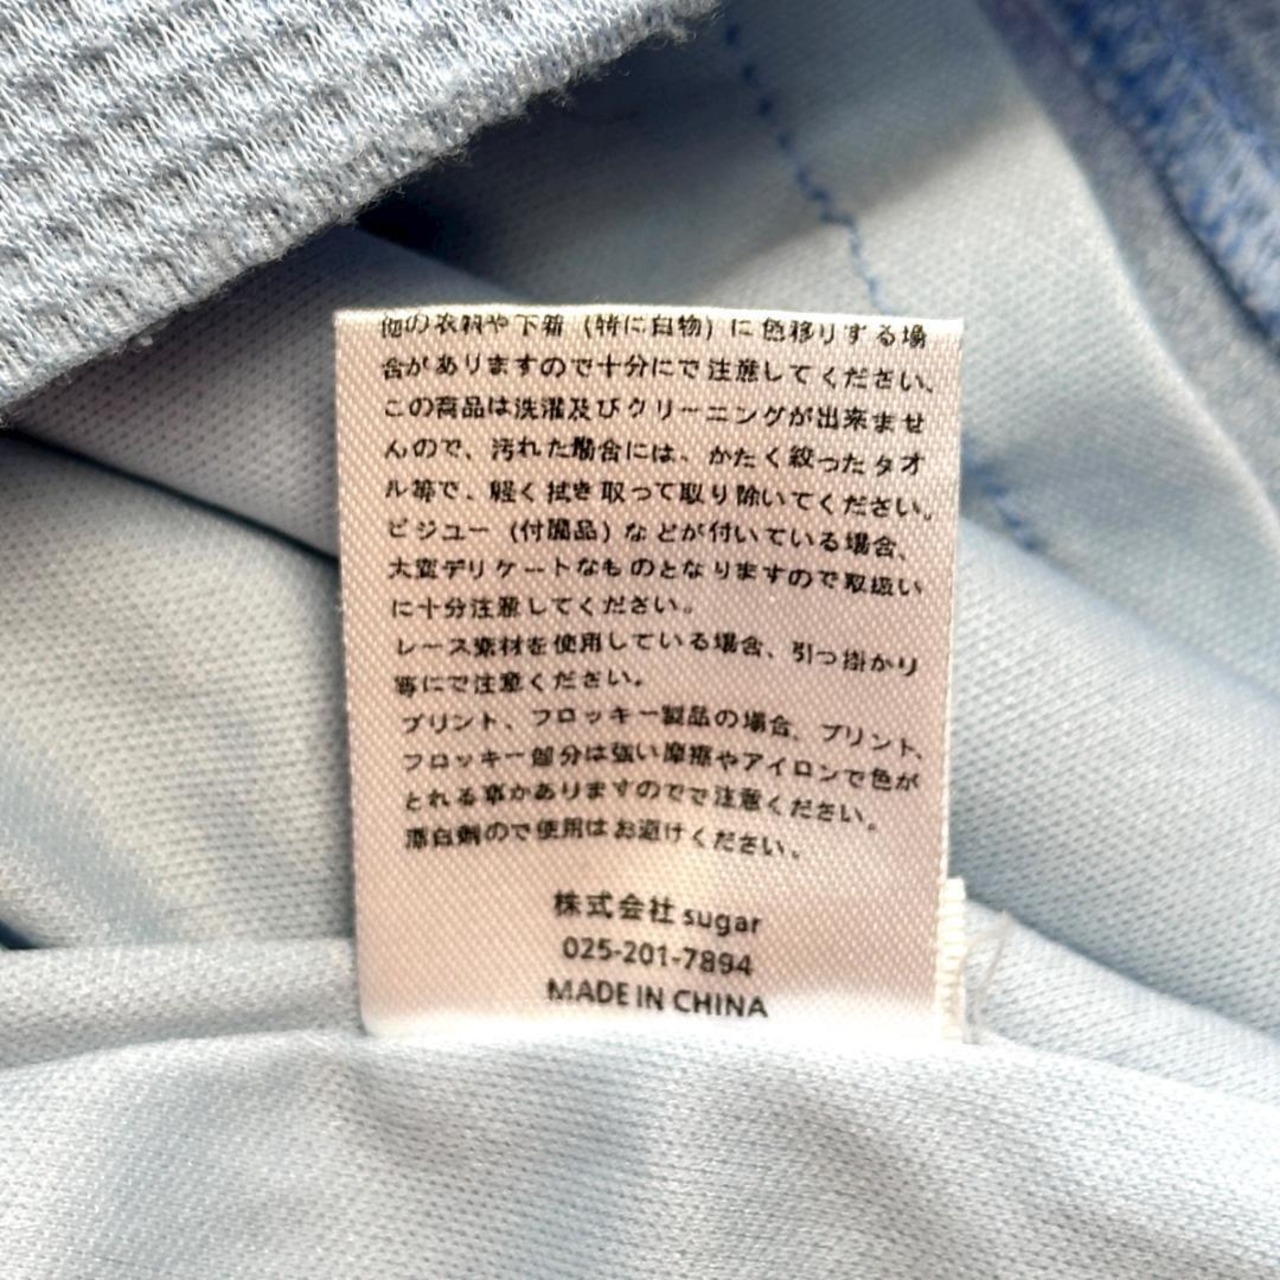 他の衣料や下着(特に白物)に色移りする場
合がありますので十分にで注意してください。
この商品は洗濯及びクリーニングが出来ませ
んので、汚れた場合には、かたく絞ったタオ
ル等で、軽く拭き取って取り除いてください。
ビジュー(付属品)などが付いている場合、
大変デリケートなものとなりますので取扱い
に十分注意してください。
レース素材を使用している場合、引っ掛かり
等にで注意ください。
プリント、フロッキー製品の場合、プリント、
フロッキー部分は強い摩擦やアイロンで色が
とれる事がありますのでで注意ください。
漂白剤ので使用はお避けください。
株式会社 sugar
025-201-7894
MADE IN CHINA